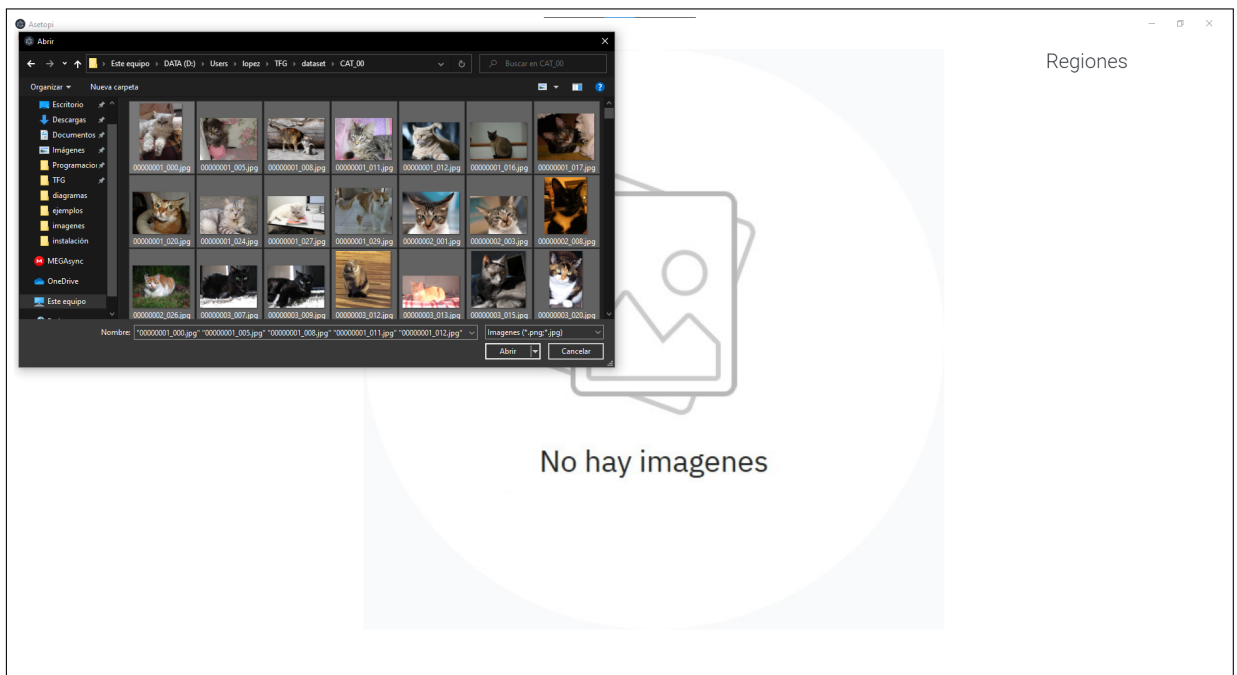 Asetopi
Abrir
Este equipo › DATA (D:) › Users › lopez › TFG › dataset › CAT_00
Buscar en CAT_00
Regiones
Organizar
Nueva carpeta
Escritorio
Descargas
Documentos
Imágenes
Programacior
TFG
diagramas
ejemplos
imagenes
instalación
MEGAsync
OneDrive
Este equipo
00000001_000.jpg 00000001_005.jpg 00000001_008.jpg 00000001_011.jpg 00000001_012.jpg 00000001_016.jpg 00000001_017.jpg
00000001_020.jpg 00000001_024.jpg 00000001_027.jpg 00000001_029.jpg 00000002_001.jpg 00000002_003.jpg 00000002_008.jpg
00000002_026.jpg 00000003_007.jpg 00000003_009.jpg 00000003_012.jpg 00000003_013.jpg 00000003_015.jpg 00000003_020.jpg
Nombre: "00000001_000.jpg" "00000001_005.jpg" "00000001_008.jpg" "00000001_011.jpg" "00000001_012.jpg"
Imagenes (*.png;*.jpg)
Abrir
Cancelar
No hay imagenes